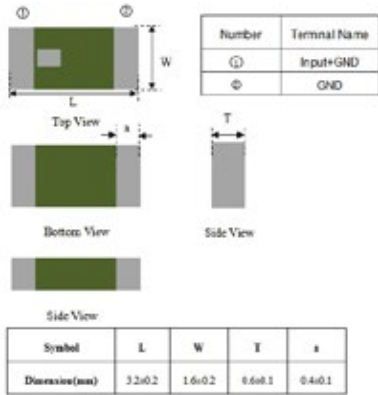 ① ②
W
L
Top View
Number Terminal Name
① Input+GND
② GND
a
T
Bottom View
Side View
Side View
Symbol L W T a
Dimension(mm) 3.2±0.2 1.6±0.2 0.6±0.1 0.4±0.1